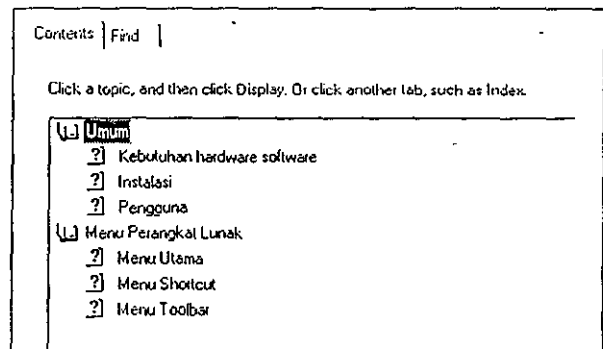 Contents Find
Click a topic, and then click Display. Or click another tab, such as Index.
Umum
? Kebutuhan hardware software
? Instalasi
? Pengguna
Menu Perangkat Lunak
? Menu Utama
? Menu Shortcut
? Menu Toolbar